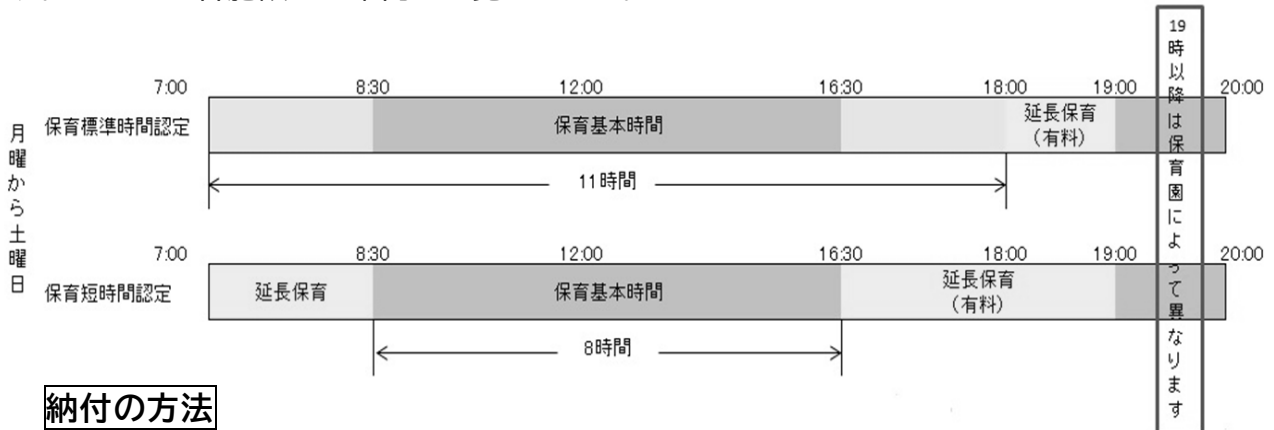 月曜から土曜日
7:00 8:30 12:00 16:30 18:00 19:00 20:00
保育標準時間認定
保育基本時間
延長保育
(有料)
11時間
7:00 8:30 12:00 16:30 18:00 19:00 20:00
保育短時間認定
延長保育
保育基本時間
延長保育
(有料)
8時間
19時以降は保育園によって異なります
納付の方法